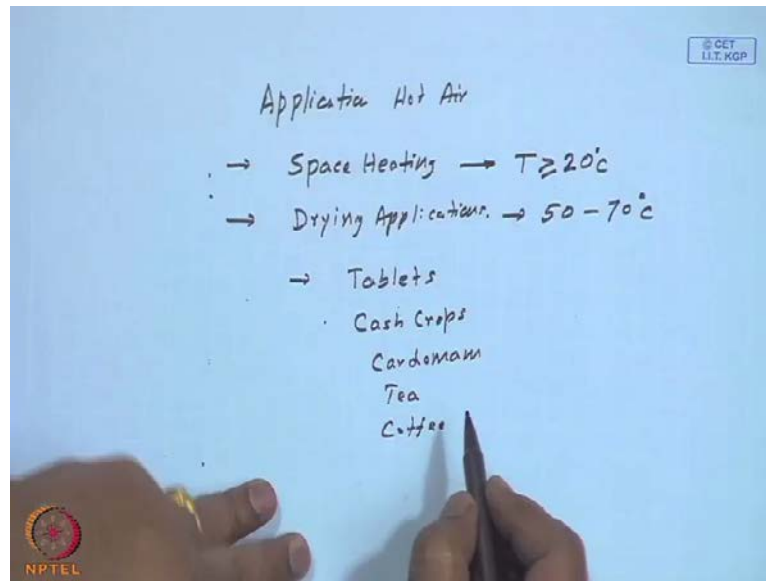 © CET
I.I.T. KGP
Application Hot Air
→ Space Heating → T ≥ 20°C
→ Drying Applications. → 50 - 70°C
→ Tablets
Cash Crops
Cardomam
Tea
Coffee
NPTEL